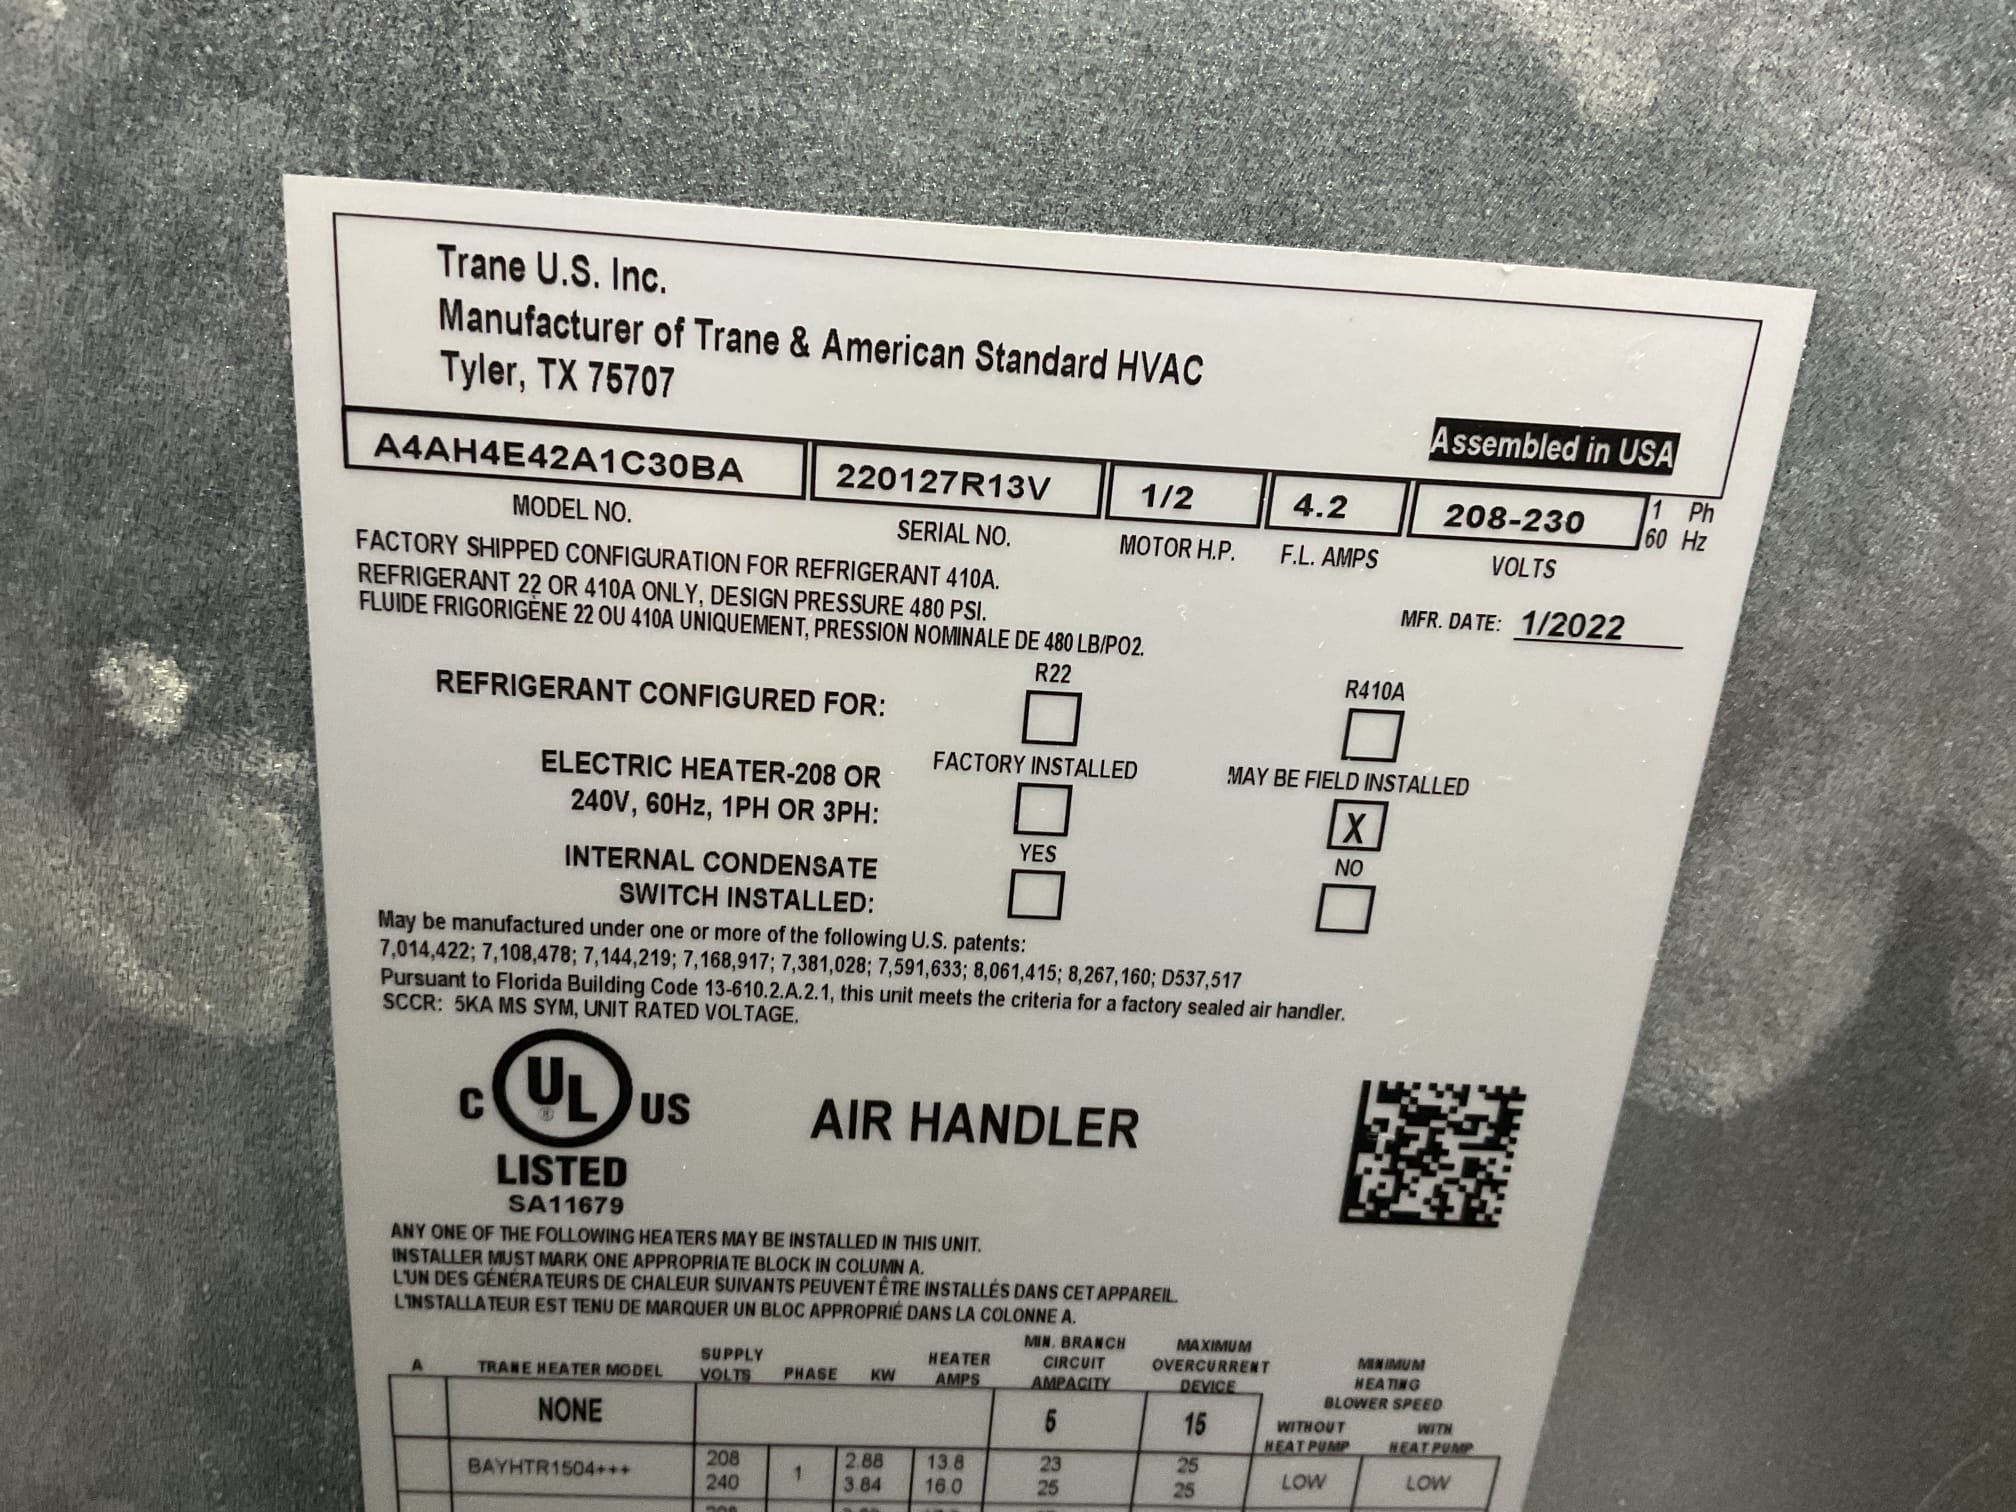 Trane U.S. Inc.
Manufacturer of Trane & American Standard HVAC
Tyler, TX 75707
Assembled in USA
A4AH4E42A1C30BA 220127R13V 1/2 4.2 208-230 1 Ph
60 Hz
MODEL NO. SERIAL NO. MOTOR H.P. F.L. AMPS VOLTS
FACTORY SHIPPED CONFIGURATION FOR REFRIGERANT 410A.
REFRIGERANT 22 OR 410A ONLY, DESIGN PRESSURE 480 PSI.
FLUIDE FRIGORIGÈNE 22 OU 410A UNIQUEMENT, PRESSION NOMINALE DE 480 LB/PO2.
MFR. DATE: 1/2022
R22 R410A
REFRIGERANT CONFIGURED FOR:
FACTORY INSTALLED MAY BE FIELD INSTALLED
ELECTRIC HEATER-208 OR
240V, 60Hz, 1PH OR 3PH: X
YES NO
INTERNAL CONDENSATE
SWITCH INSTALLED:
May be manufactured under one or more of the following U.S. patents:
7,014,422; 7,108,478; 7,144,219; 7,168,917; 7,381,028; 7,591,633; 8,061,415; 8,267,160; D537,517
Pursuant to Florida Building Code 13-610.2.A.2.1, this unit meets the criteria for a factory sealed air handler.
SCCR: 5KA MS SYM, UNIT RATED VOLTAGE.
C UL ® US
LISTED
SA11679
AIR HANDLER
ANY ONE OF THE FOLLOWING HEATERS MAY BE INSTALLED IN THIS UNIT.
INSTALLER MUST MARK ONE APPROPRIATE BLOCK IN COLUMN A.
L'UN DES GÉNÉRATEURS DE CHALEUR SUIVANTS PEUVENT ÊTRE INSTALLÉS DANS CET APPAREIL.
L'INSTALLATEUR EST TENU DE MARQUER UN BLOC APPROPRIÉ DANS LA COLONNE A.
A TRANE HEATER MODEL SUPPLY VOLTS PHASE KW HEATER AMPS MIN. BRANCH CIRCUIT AMPACITY MAXIMUM OVERCURRENT DEVICE MINIMUM HEATING BLOWER SPEED
WITHOUT HEAT PUMP WITH HEAT PUMP
NONE 5 15
BAYHTR1504+++ 208 1 2.88 13.8 23 25 LOW LOW
240 3.84 16.0 25 25